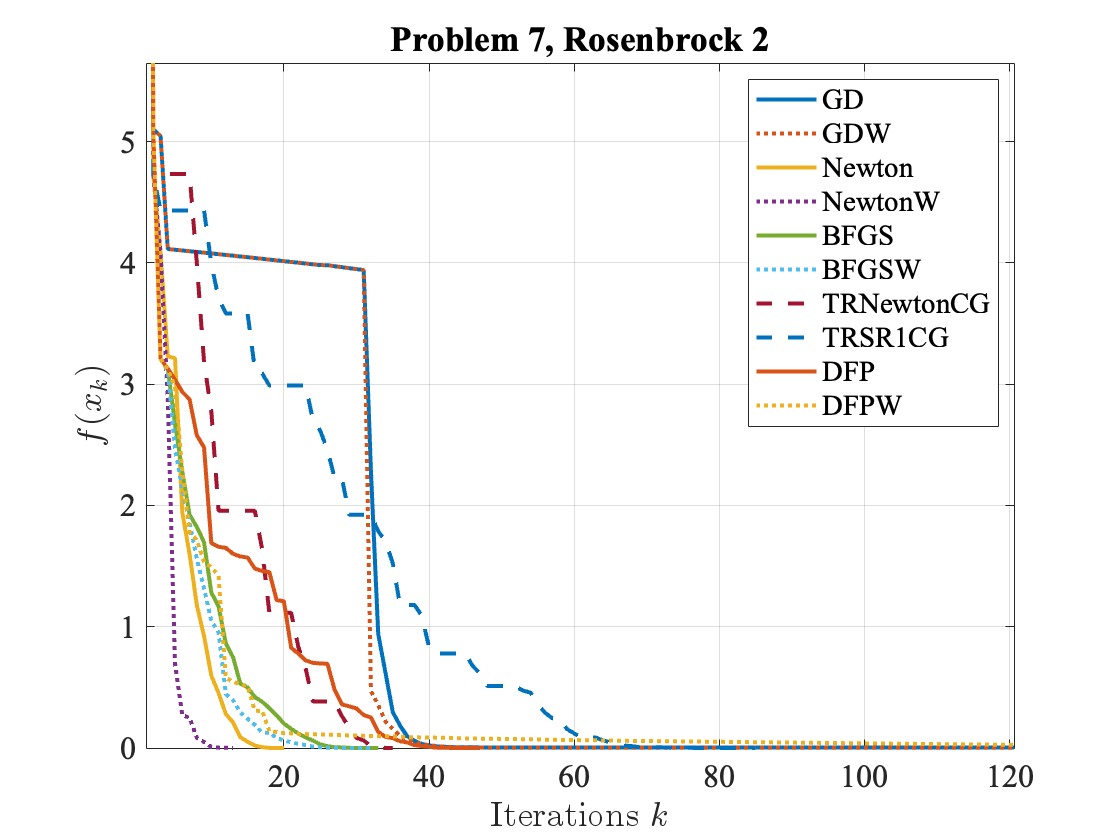 Problem 7, Rosenbrock 2
GD
GDW
Newton
NewtonW
BFGS
BFGSW
TRNewtonCG
TRSR1CG
DFP
DFPW
5
4
3
2
1
0
f(x_k)
20 40 60 80 100 120
Iterations k